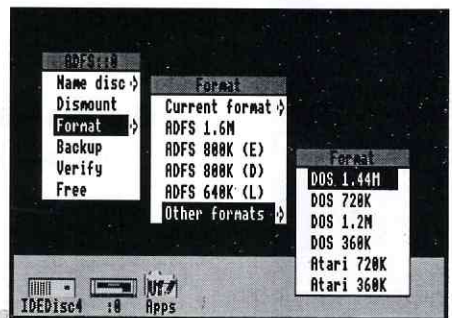 ADFS::0
Name disc
Dismount
Format
Backup
Verify
Free
Format
Current format
ADFS 1.6M
ADFS 800K (E)
ADFS 800K (D)
ADFS 640K (L)
Other formats
Format
DOS 1.44M
DOS 720K
DOS 1.2M
DOS 360K
Atari 720K
Atari 360K
IDEDisc4
:0
Apps